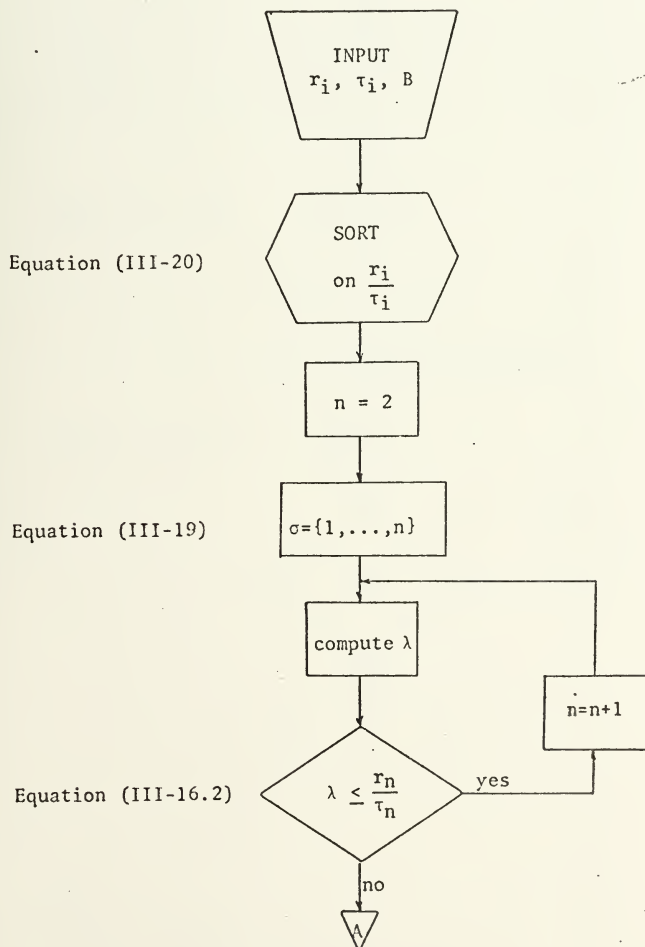 INPUT
r_i, τ_i, B
Equation (III-20)
SORT
on r_i/τ_i
n = 2
Equation (III-19)
σ={1,...,n}
compute λ
n=n+1
Equation (III-16.2)
λ ≤ r_n/τ_n
yes
no
A